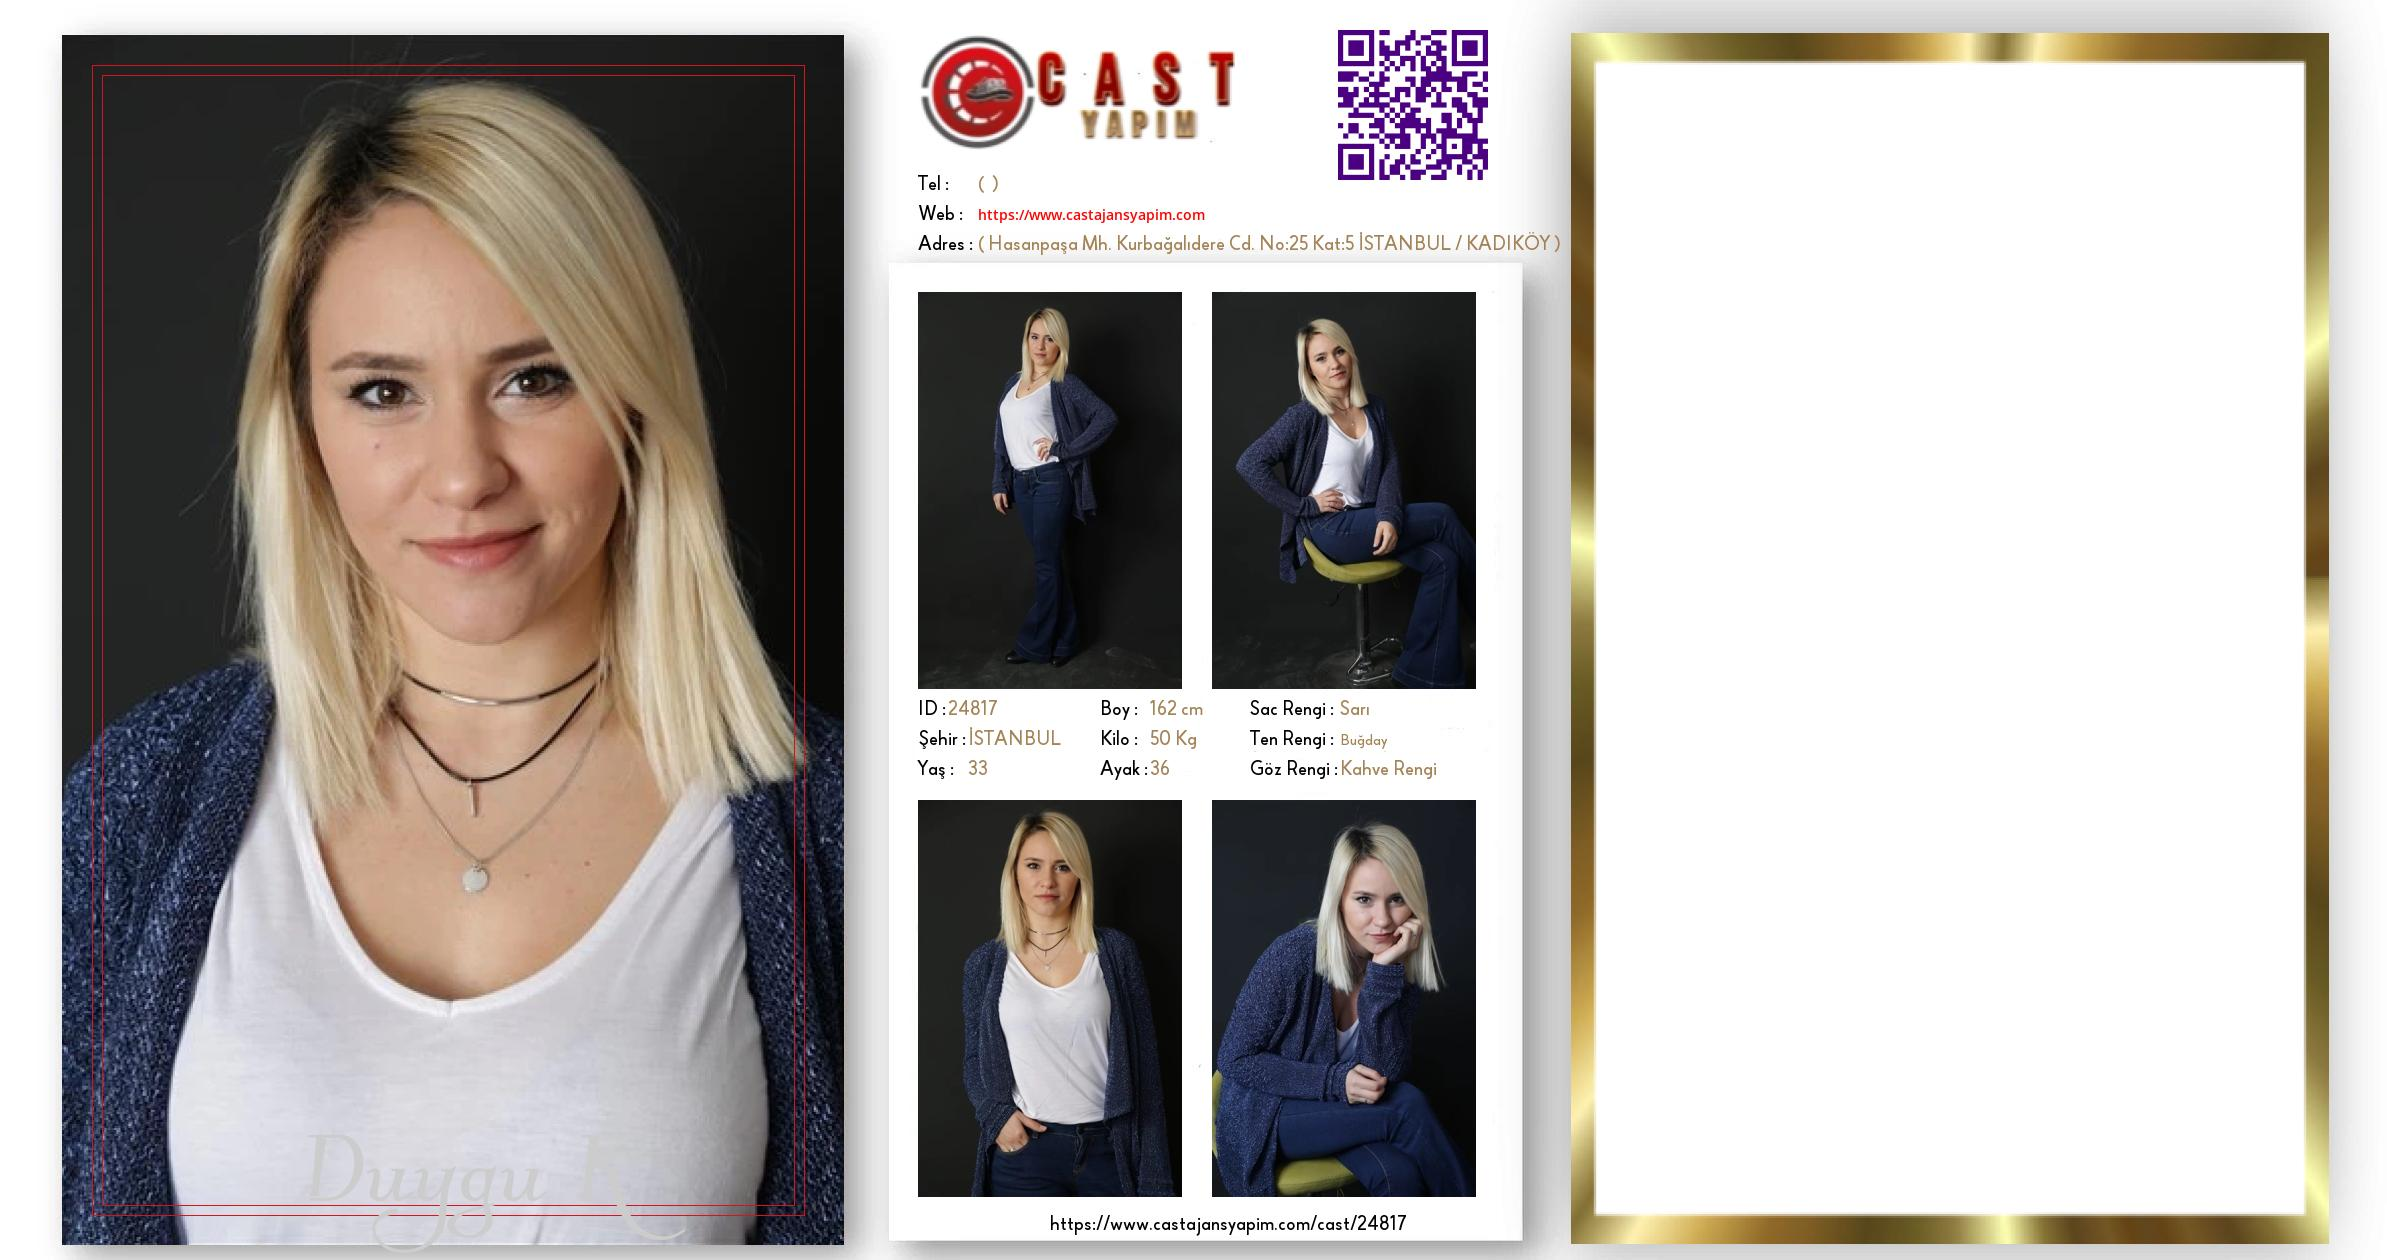 Duygu K
CAST
YAPIM
Tel : ( )
Web : https://www.castajansyapim.com
Adres : ( Hasanpaşa Mh. Kurbağalıdere Cd. No:25 Kat:5 İSTANBUL / KADIKÖY )
ID : 24817 Boy : 162 cm Sac Rengi : Sarı
Şehir : İSTANBUL Kilo : 50 Kg Ten Rengi : Buğday
Yaş : 33 Ayak : 36 Göz Rengi : Kahve Rengi
https://www.castajansyapim.com/cast/24817